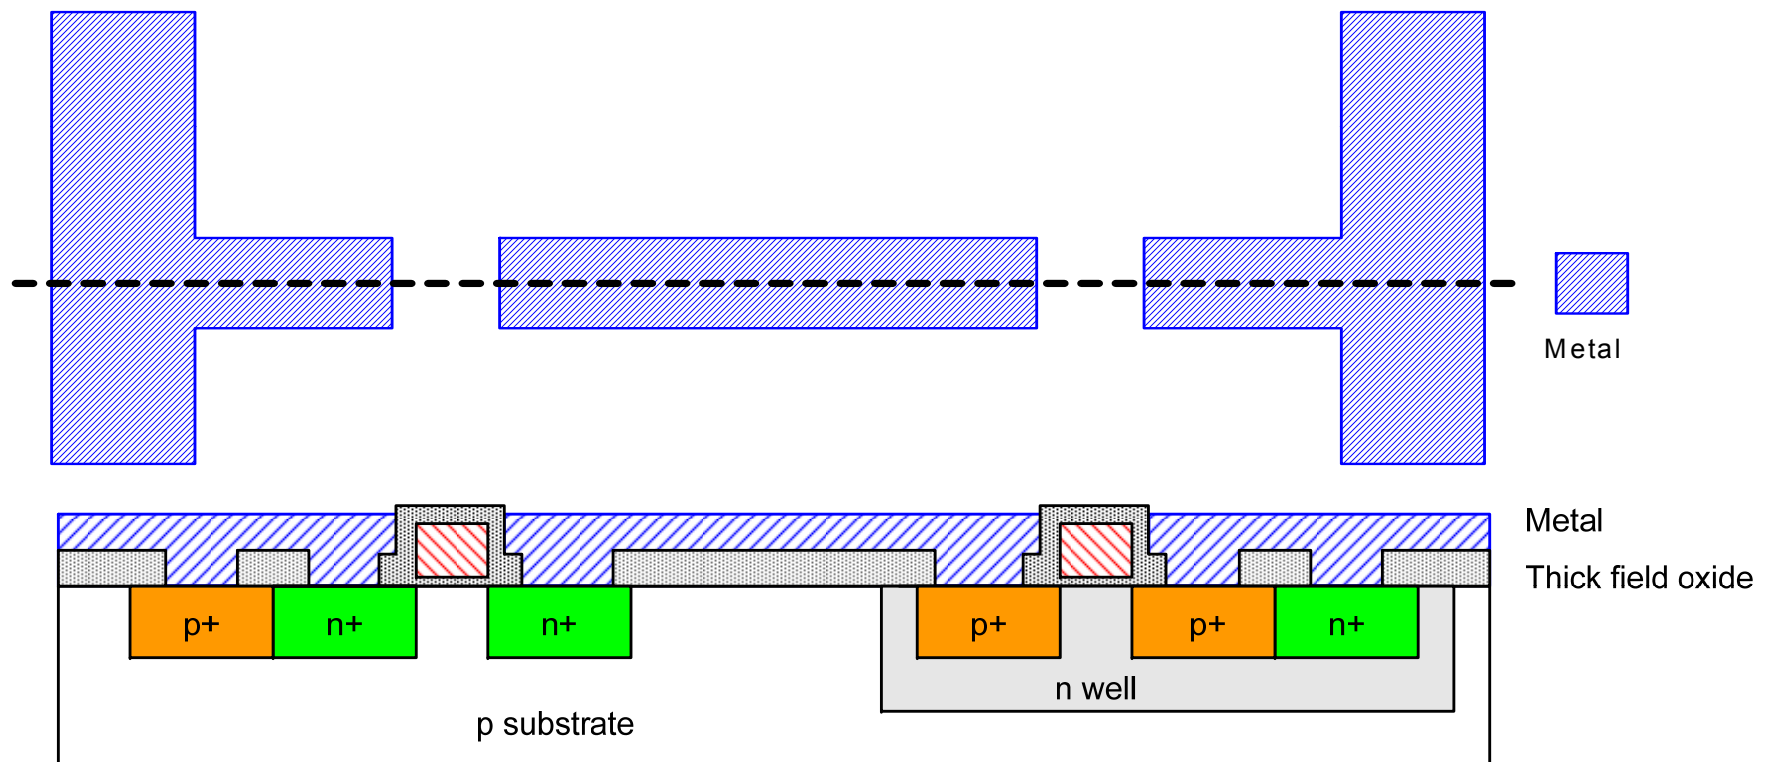 Metal
Metal
Thick field oxide
p+ n+ n+ p+ p+ n+
n well
p substrate